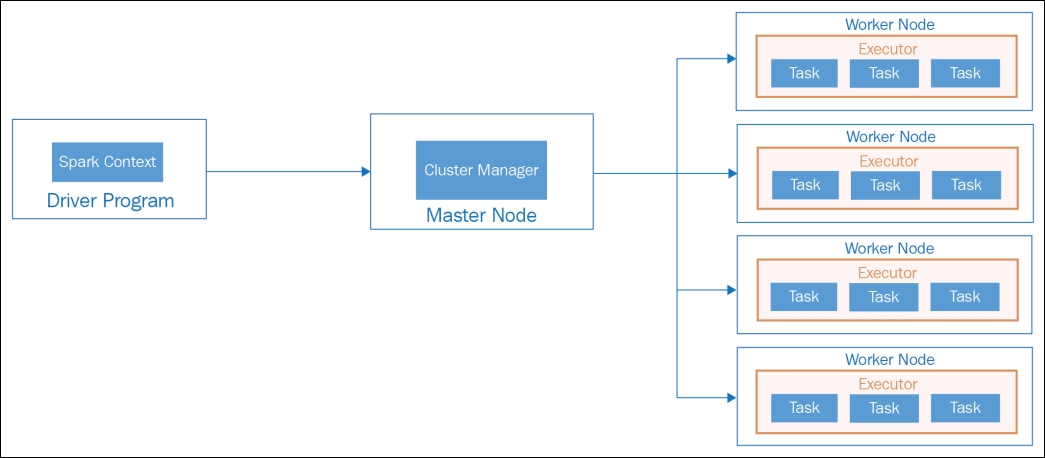 Spark Context
Driver Program
Cluster Manager
Master Node
Worker Node
Executor
Task Task Task
Worker Node
Executor
Task Task Task
Worker Node
Executor
Task Task Task
Worker Node
Executor
Task Task Task